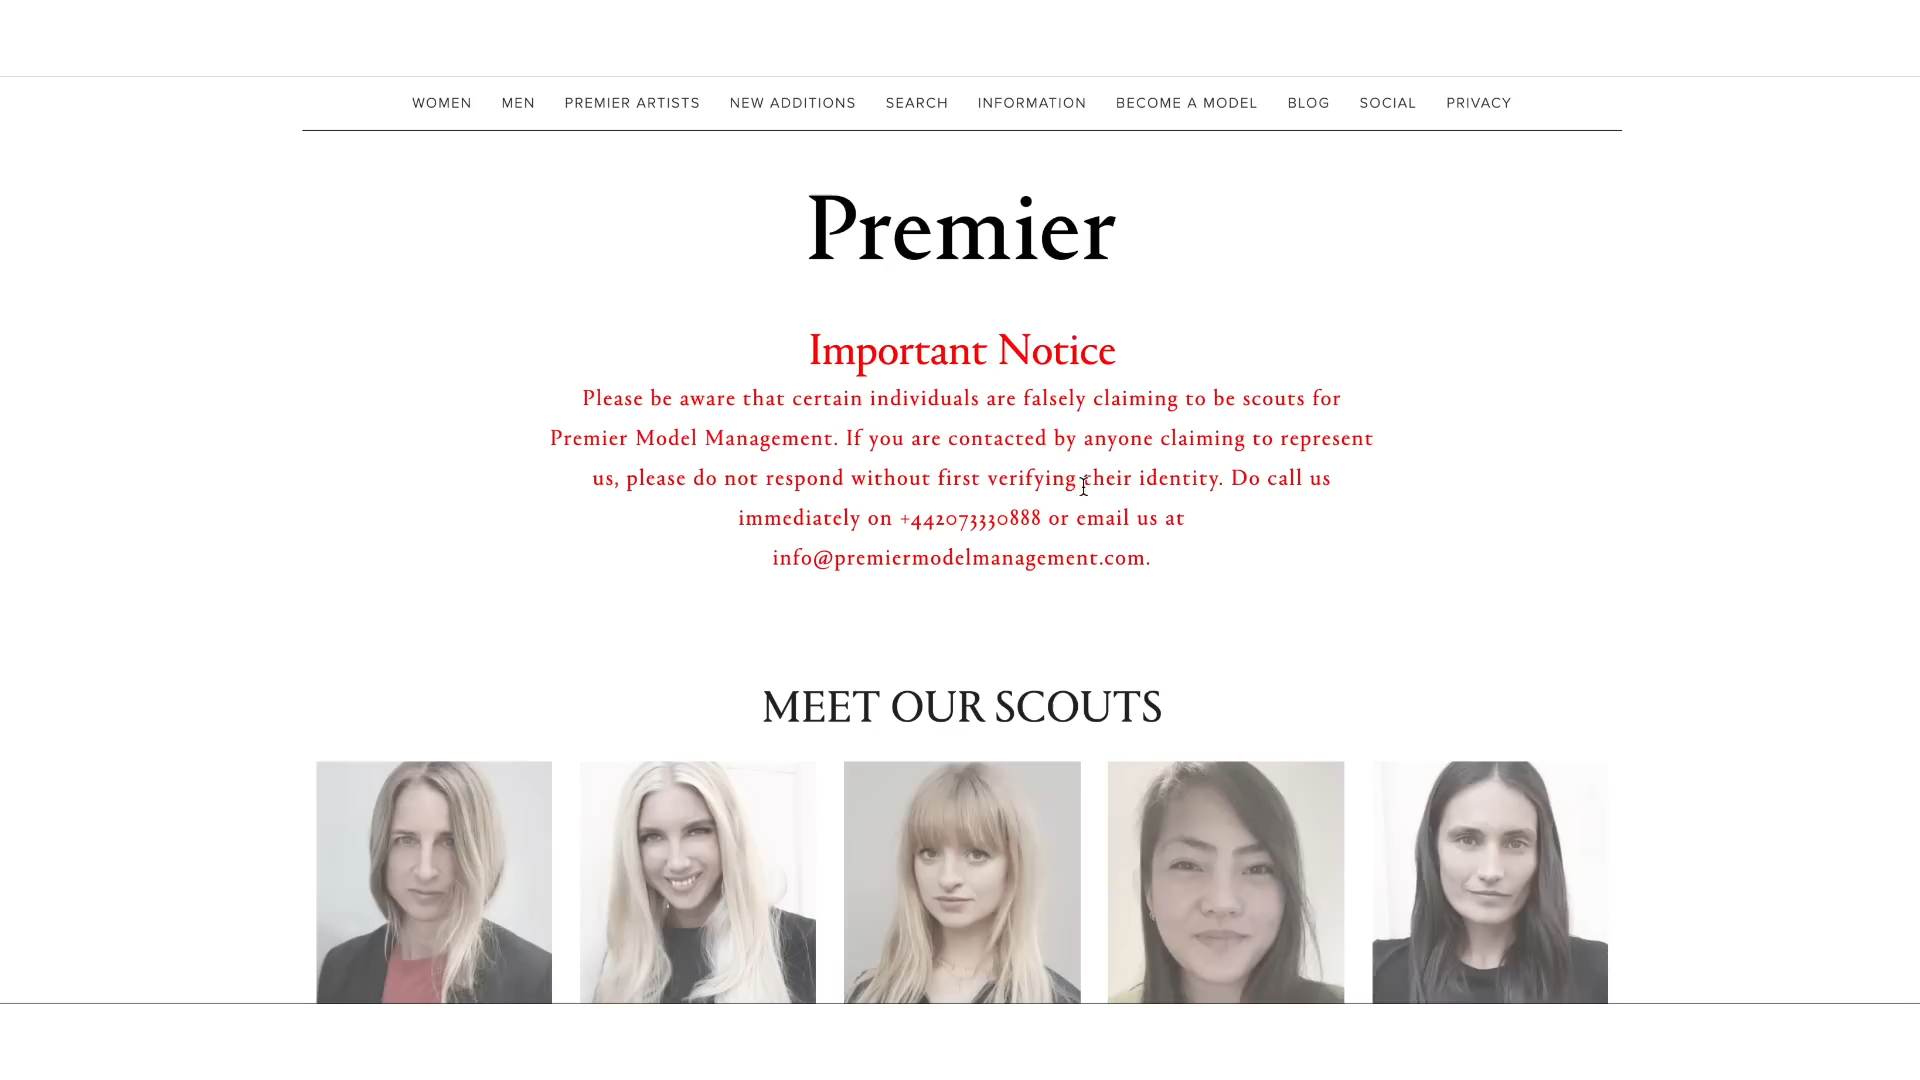 WOMEN MEN PREMIER ARTISTS NEW ADDITIONS SEARCH INFORMATION BECOME A MODEL BLOG SOCIAL PRIVACY
Premier
Important Notice
Please be aware that certain individuals are falsely claiming to be scouts for
Premier Model Management. If you are contacted by anyone claiming to represent
us, please do not respond without first verifying their identity. Do call us
immediately on +442073330888 or email us at
info@premiermodelmanagement.com.
MEET OUR SCOUTS